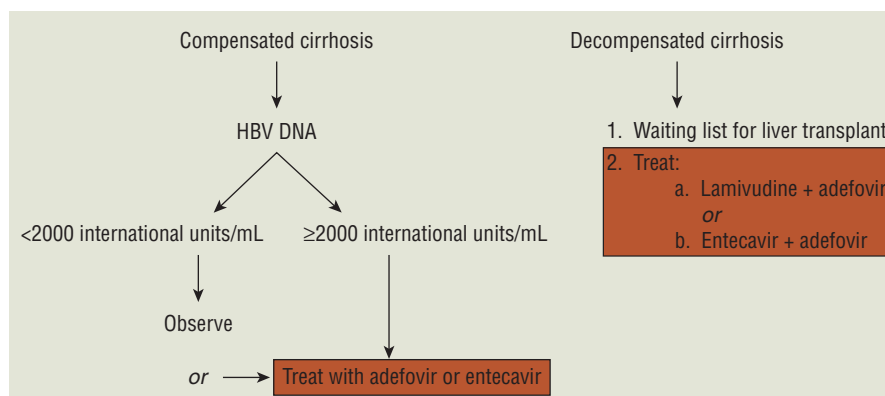 Compensated cirrhosis
HBV DNA
<2000 international units/mL
≥2000 international units/mL
Observe
or
Treat with adefovir or entecavir
Decompensated cirrhosis
1. Waiting list for liver transplant
2. Treat:
a. Lamivudine + adefovir
or
b. Entecavir + adefovir